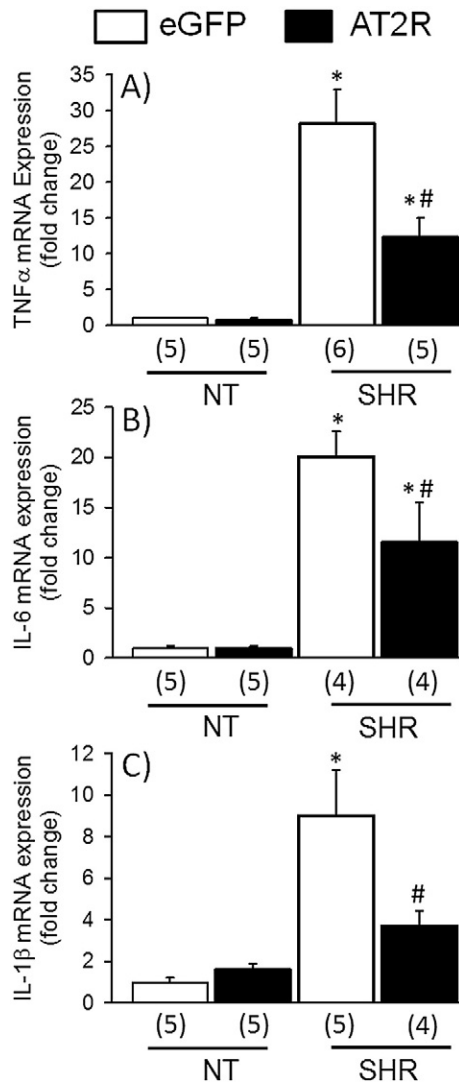 eGFP AT2R
A)
TNFα mRNA Expression
(fold change)
35
30
25
20
15
10
5
0
*
*#
(5) (5) (6) (5)
NT SHR
B)
IL-6 mRNA expression
(fold change)
25
20
15
10
5
0
*
*#
(5) (5) (4) (4)
NT SHR
C)
IL-1β mRNA expression
(fold change)
12
10
8
6
4
2
0
*
#
(5) (5) (5) (4)
NT SHR